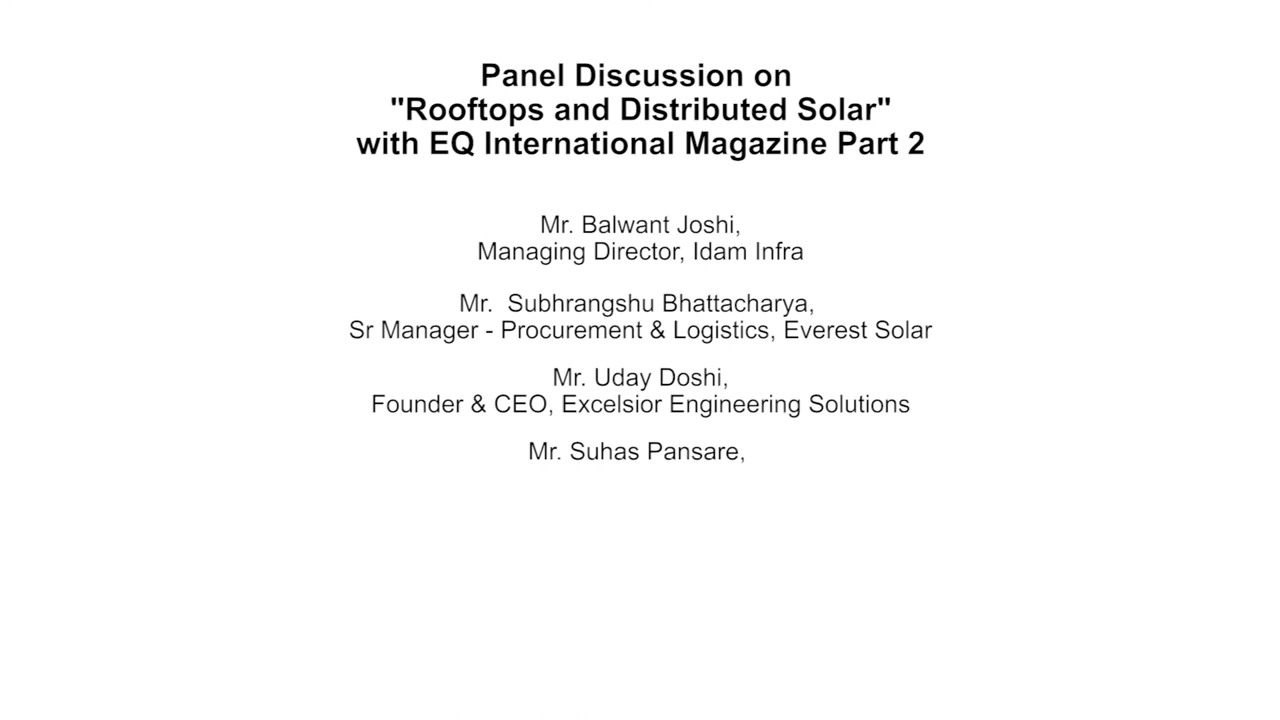 Panel Discussion on
"Rooftops and Distributed Solar"
with EQ International Magazine Part 2
Mr. Balwant Joshi,
Managing Director, Idam Infra
Mr.  Subhrangshu Bhattacharya,
Sr Manager - Procurement & Logistics, Everest Solar
Mr. Uday Doshi,
Founder & CEO, Excelsior Engineering Solutions
Mr. Suhas Pansare,